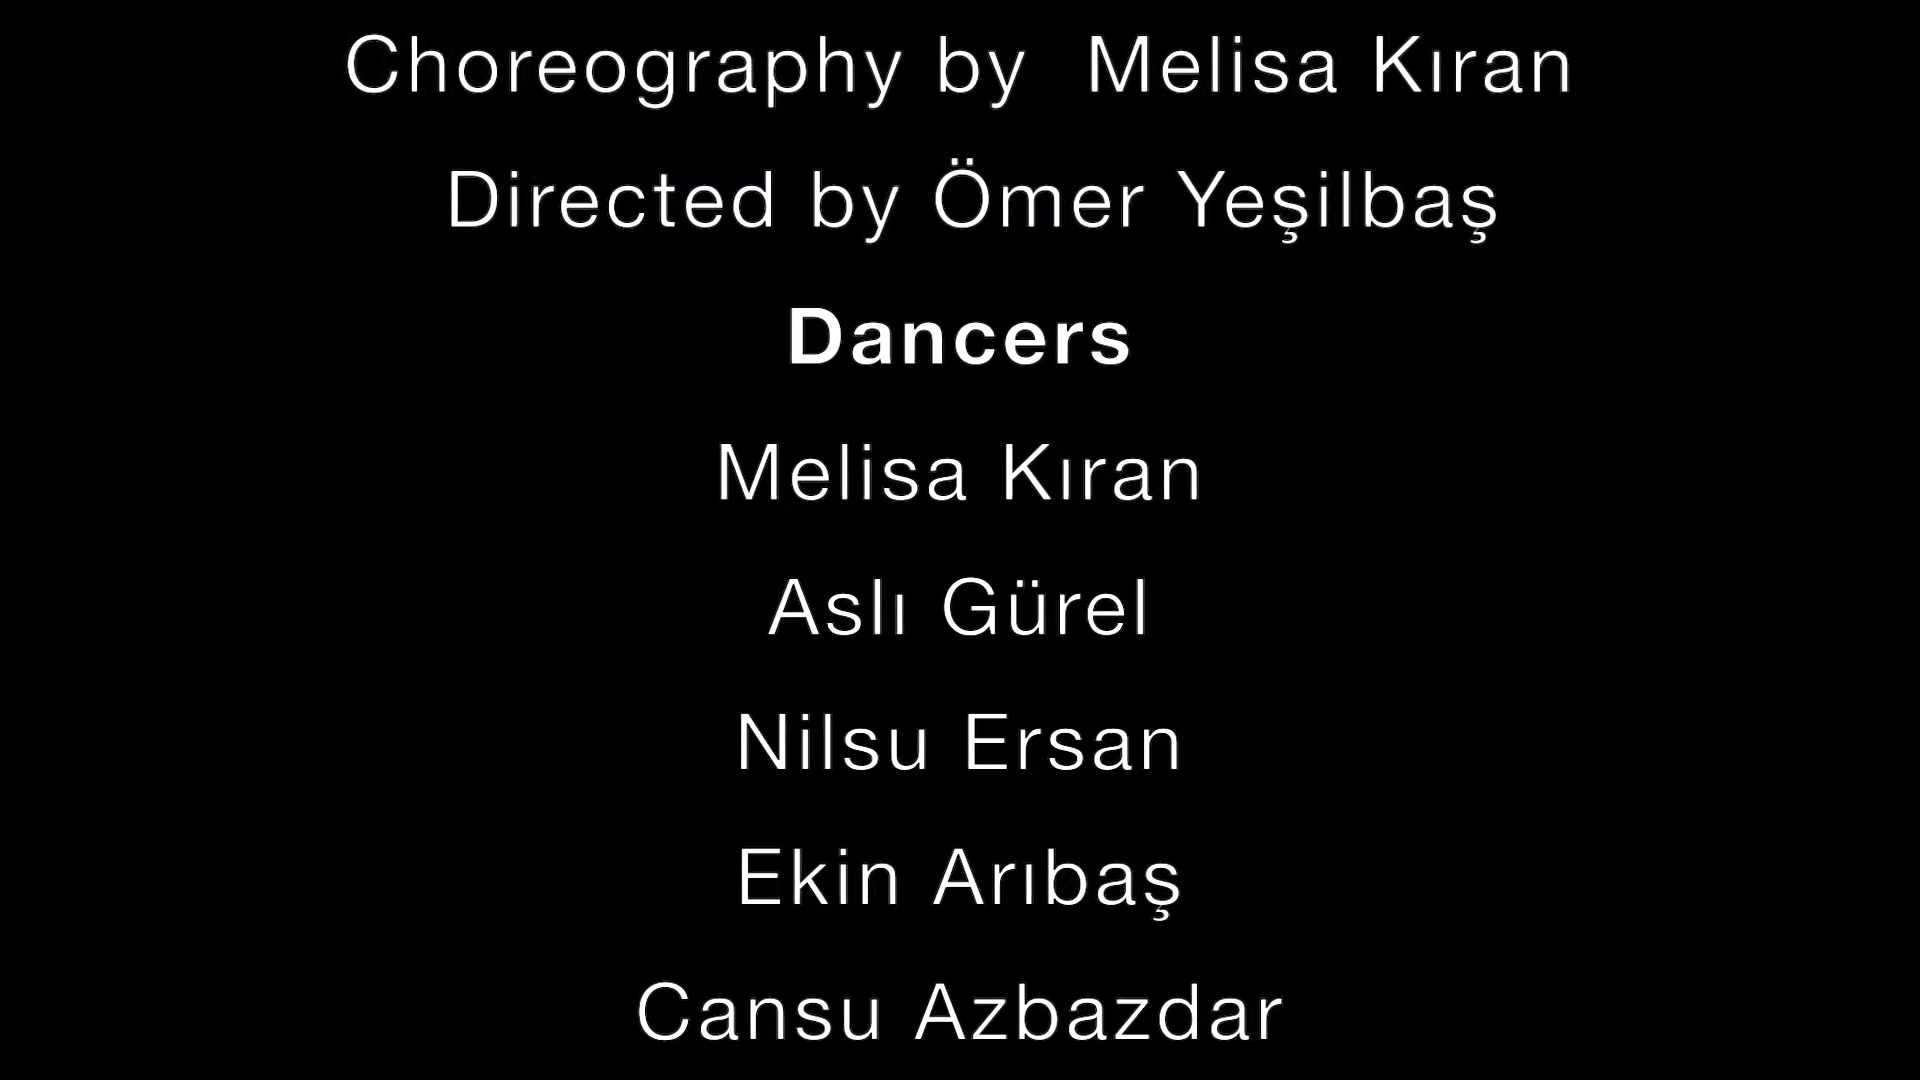 Choreography by  Melisa Kıran
Directed by Ömer Yeşilbaş
Dancers
Melisa Kıran
Aslı Gürel
Nilsu Ersan
Ekin Arıbaş
Cansu Azbazdar